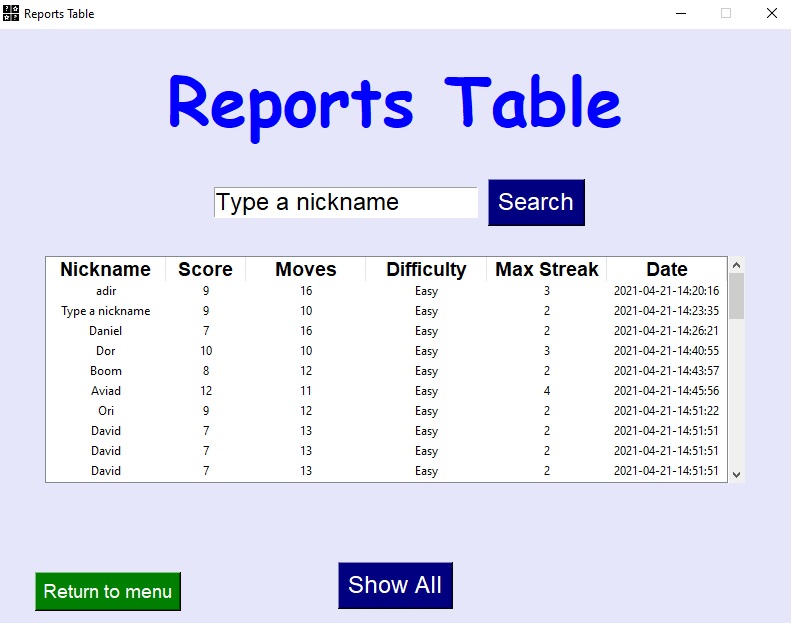 Reports Table
Reports Table
Type a nickname Search
Nickname Score Moves Difficulty Max Streak Date
adir 9 16 Easy 3 2021-04-21-14:20:16
Type a nickname 9 10 Easy 2 2021-04-21-14:23:35
Daniel 7 16 Easy 2 2021-04-21-14:26:21
Dor 10 10 Easy 3 2021-04-21-14:40:55
Boom 8 12 Easy 2 2021-04-21-14:43:57
Aviad 12 11 Easy 4 2021-04-21-14:45:56
Ori 9 12 Easy 2 2021-04-21-14:51:22
David 7 13 Easy 2 2021-04-21-14:51:51
David 7 13 Easy 2 2021-04-21-14:51:51
David 7 13 Easy 2 2021-04-21-14:51:51
Return to menu Show All